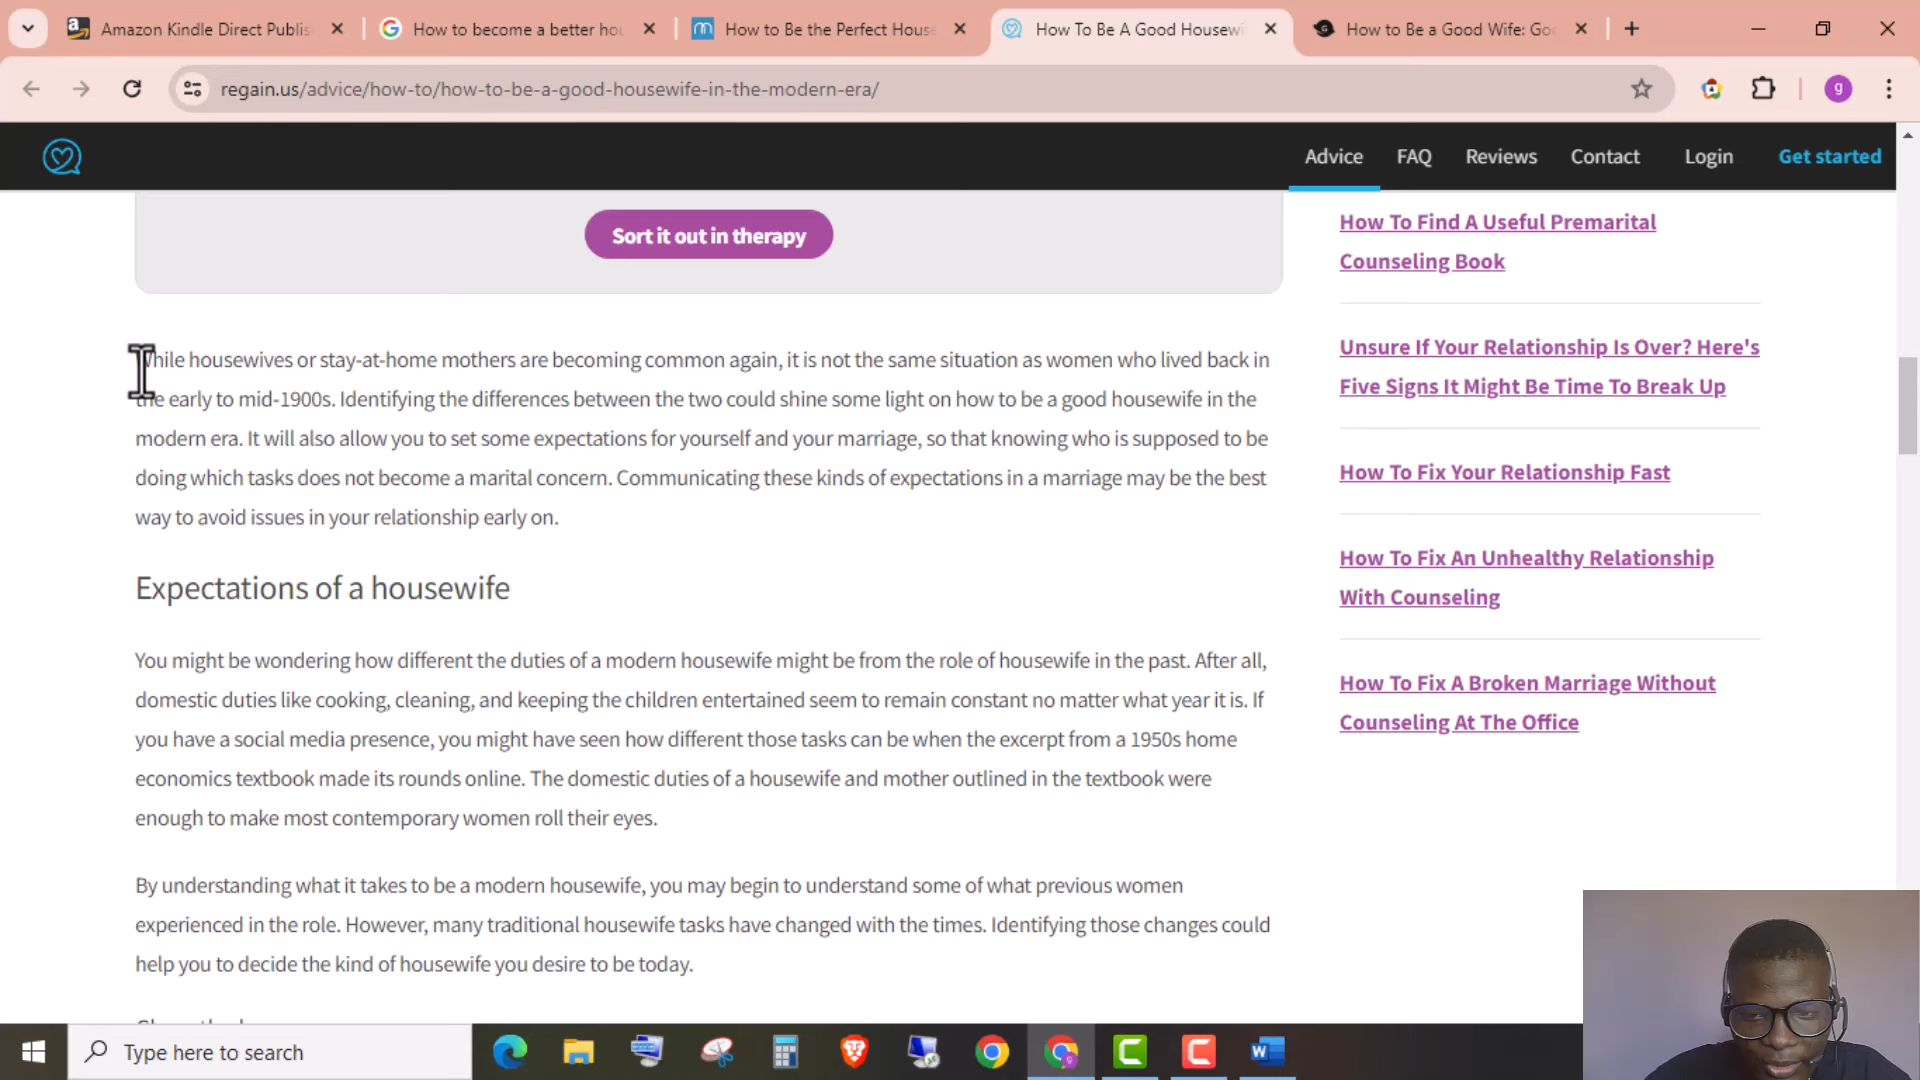 Amazon Kindle Direct Publis
How to become a better hou
How to Be the Perfect House
How To Be A Good Housewi
How to Be a Good Wife: Go
regain.us/advice/how-to/how-to-be-a-good-housewife-in-the-modern-era/
g
Advice
FAQ
Reviews
Contact
Login
Get started
Sort it out in therapy
While housewives or stay-at-home mothers are becoming common again, it is not the same situation as women who lived back in
the early to mid-1900s. Identifying the differences between the two could shine some light on how to be a good housewife in the
modern era. It will also allow you to set some expectations for yourself and your marriage, so that knowing who is supposed to be
doing which tasks does not become a marital concern. Communicating these kinds of expectations in a marriage may be the best
way to avoid issues in your relationship early on.
Expectations of a housewife
You might be wondering how different the duties of a modern housewife might be from the role of housewife in the past. After all,
domestic duties like cooking, cleaning, and keeping the children entertained seem to remain constant no matter what year it is. If
you have a social media presence, you might have seen how different those tasks can be when the excerpt from a 1950s home
economics textbook made its rounds online. The domestic duties of a housewife and mother outlined in the textbook were
enough to make most contemporary women roll their eyes.
By understanding what it takes to be a modern housewife, you may begin to understand some of what previous women
experienced in the role. However, many traditional housewife tasks have changed with the times. Identifying those changes could
help you to decide the kind of housewife you desire to be today.
How To Find A Useful Premarital
Counseling Book
Unsure If Your Relationship Is Over? Here's
Five Signs It Might Be Time To Break Up
How To Fix Your Relationship Fast
How To Fix An Unhealthy Relationship
With Counseling
How To Fix A Broken Marriage Without
Counseling At The Office
Type here to search